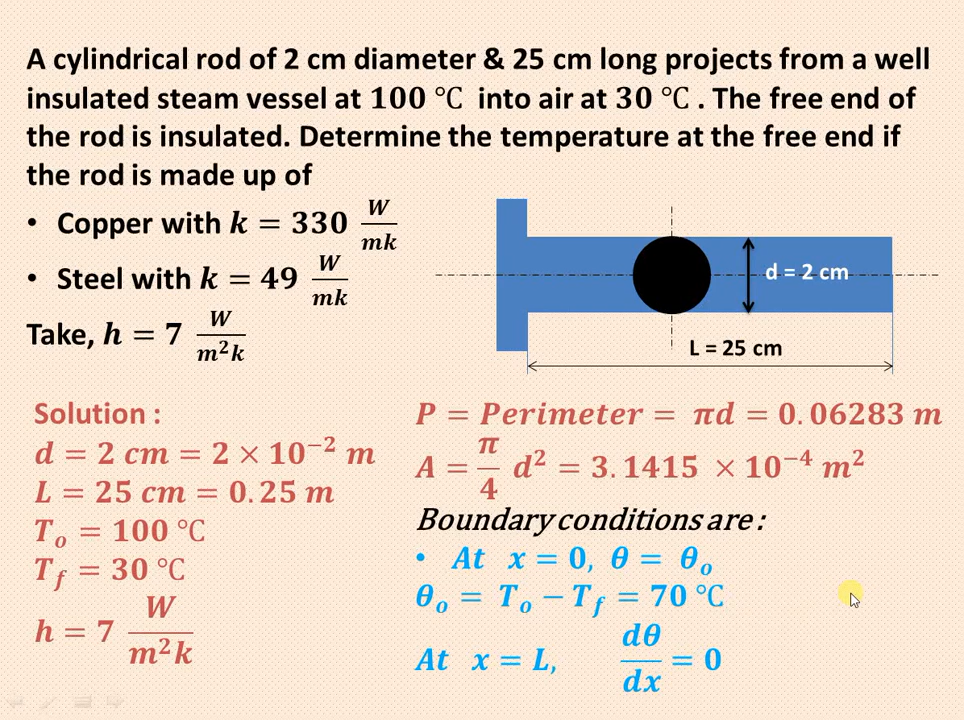 A cylindrical rod of 2 cm diameter & 25 cm long projects from a well
insulated steam vessel at 100 ℃ into air at 30 ℃ . The free end of
the rod is insulated. Determine the temperature at the free end if
the rod is made up of
• Copper with k = 330 W/mk
• Steel with k = 49 W/mk
Take, h = 7 W/m²k
d = 2 cm
L = 25 cm
Solution :
d = 2 cm = 2 × 10⁻² m
L = 25 cm = 0.25 m
Tₒ = 100 ℃
T_f = 30 ℃
h = 7 W/m²k
P = Perimeter = πd = 0.06283 m
A = π/4 d² = 3.1415 × 10⁻⁴ m²
Boundary conditions are :
• At x = 0, θ = θₒ
θₒ = Tₒ − T_f = 70 ℃
At x = L, dθ/dx = 0